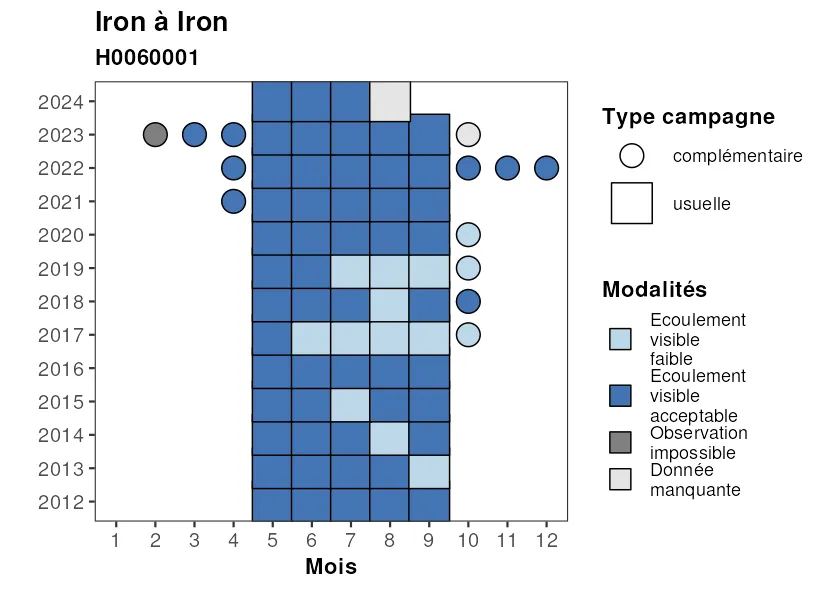 Iron à Iron
H0060001
2024
2023
2022
2021
2020
2019
2018
2017
2016
2015
2014
2013
2012
1 2 3 4 5 6 7 8 9 10 11 12
Mois
Type campagne
complémentaire
usuelle
Modalités
Ecoulement
visible
faible
Ecoulement
visible
acceptable
Observation
impossible
Donnée
manquante